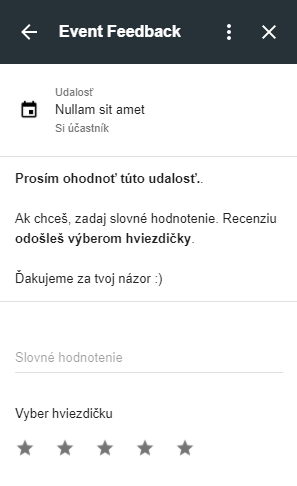 Event Feedback
Udalosť
Nullam sit amet
Si účastník
Prosím ohodnoť túto udalosť..
Ak chceš, zadaj slovné hodnotenie. Recenziu
odošleš výberom hviezdičky.
Ďakujeme za tvoj názor :)
Slovné hodnotenie
Vyber hviezdičku